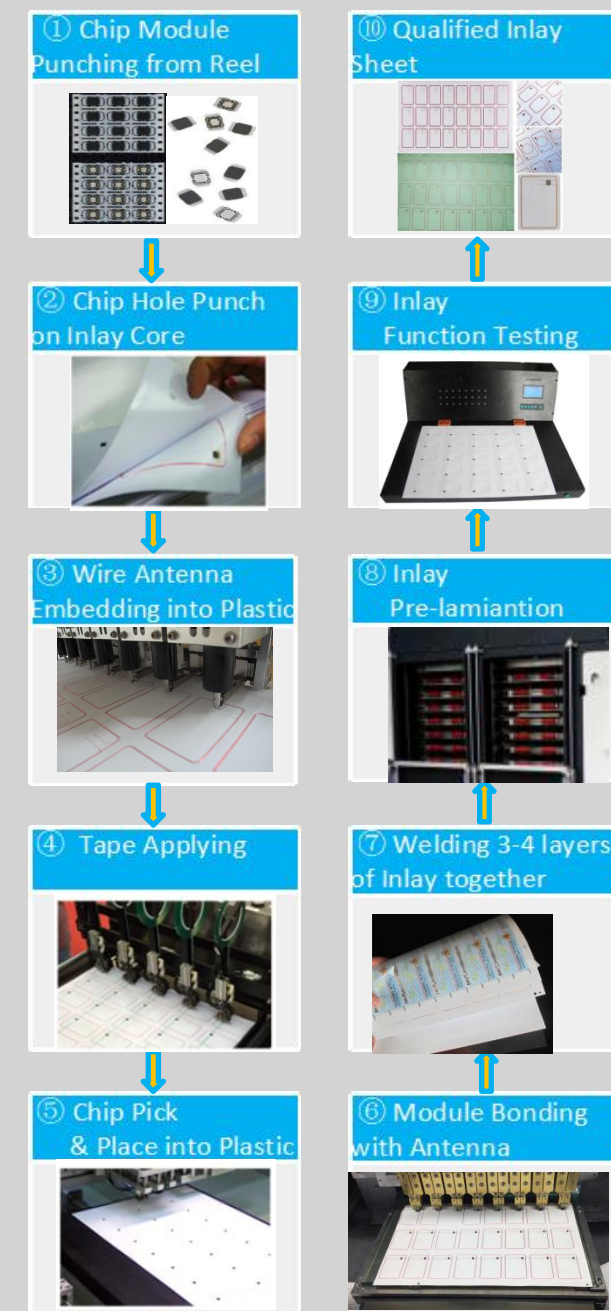 ① Chip Module
Punching from Reel
② Chip Hole Punch
on Inlay Core
③ Wire Antenna
Embedding into Plastic
④ Tape Applying
⑤ Chip Pick
& Place into Plastic
⑥ Module Bonding
with Antenna
⑦ Welding 3-4 layers
of Inlay together
⑧ Inlay
Pre-lamiantion
⑨ Inlay
Function Testing
⑩ Qualified Inlay
Sheet